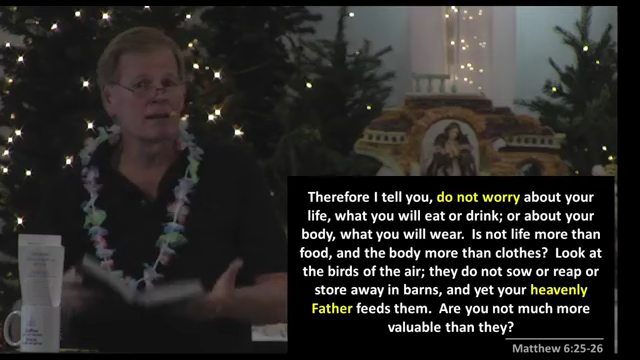 Therefore I tell you, do not worry about your
life, what you will eat or drink; or about your
body, what you will wear. Is not life more than
food, and the body more than clothes? Look at
the birds of the air; they do not sow or reap or
store away in barns, and yet your heavenly
Father feeds them. Are you not much more
valuable than they?
Matthew 6:25-26